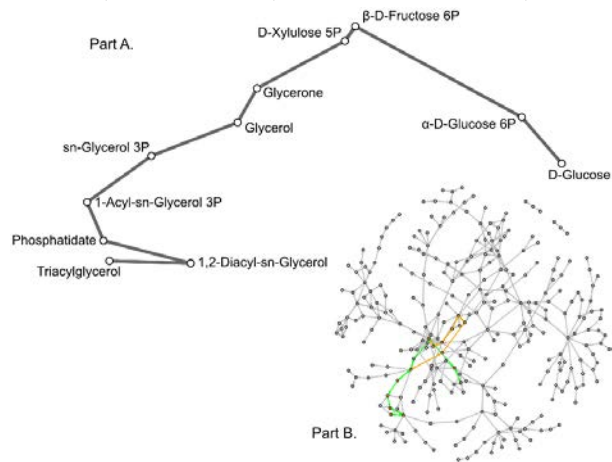 β-D-Fructose 6P
D-Xylulose 5P
Part A.
Glycerone
Glycerol
α-D-Glucose 6P
sn-Glycerol 3P
D-Glucose
1-Acyl-sn-Glycerol 3P
Phosphatidate
1,2-Diacyl-sn-Glycerol
Triacylglycerol
Part B.